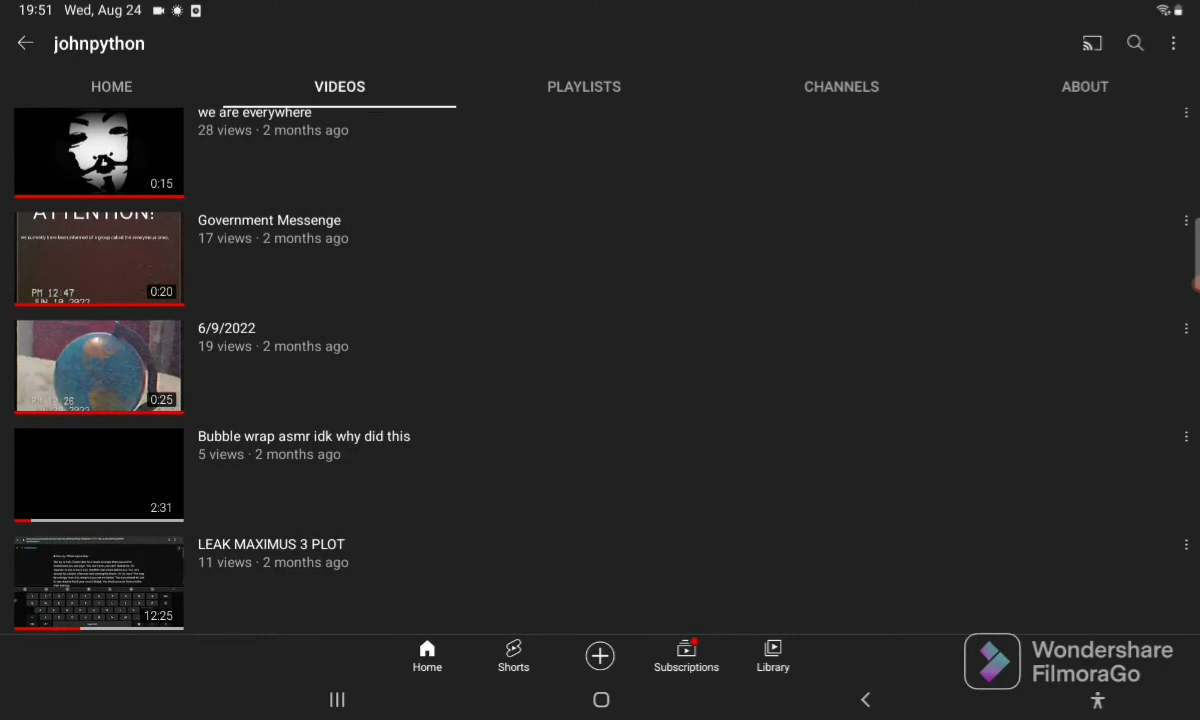 19:51 Wed, Aug 24
johnpython
HOME
VIDEOS
PLAYLISTS
CHANNELS
ABOUT
we are everywhere
28 views · 2 months ago
0:15
ATTENTION!
Government Messenge
17 views · 2 months ago
PM 12:47
JUN 10 2022
0:20
6/9/2022
19 views · 2 months ago
0:25
Bubble wrap asmr idk why did this
5 views · 2 months ago
2:31
LEAK MAXIMUS 3 PLOT
11 views · 2 months ago
12:25
Home
Shorts
Subscriptions
Library
Wondershare
FilmoraGo